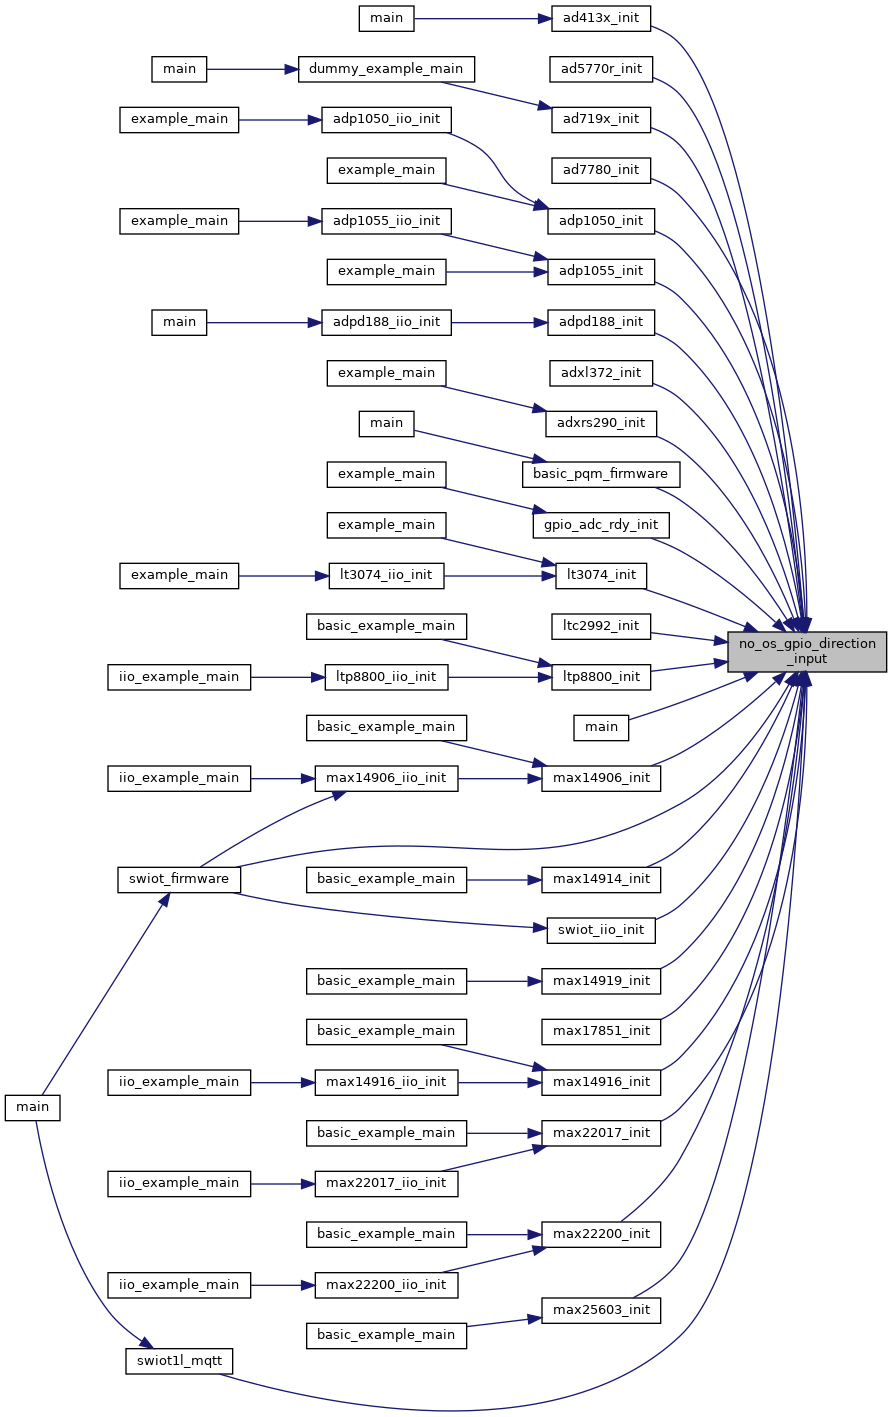 main
ad413x_init
main
dummy_example_main
ad5770r_init
example_main
adp1050_iio_init
ad719x_init
example_main
ad7780_init
example_main
adp1055_iio_init
adp1050_init
example_main
adp1055_init
main
adpd188_iio_init
adpd188_init
example_main
adxl372_init
main
adxrs290_init
example_main
basic_pqm_firmware
example_main
gpio_adc_rdy_init
example_main
lt3074_iio_init
lt3074_init
basic_example_main
ltc2992_init
no_os_gpio_direction
_input
iio_example_main
ltp8800_iio_init
ltp8800_init
basic_example_main
main
iio_example_main
max14906_iio_init
max14906_init
swiot_firmware
basic_example_main
max14914_init
swiot_iio_init
basic_example_main
max14919_init
basic_example_main
max17851_init
iio_example_main
max14916_iio_init
max14916_init
main
basic_example_main
max22017_init
iio_example_main
max22017_iio_init
basic_example_main
max22200_init
iio_example_main
max22200_iio_init
max25603_init
basic_example_main
swiot1l_mqtt